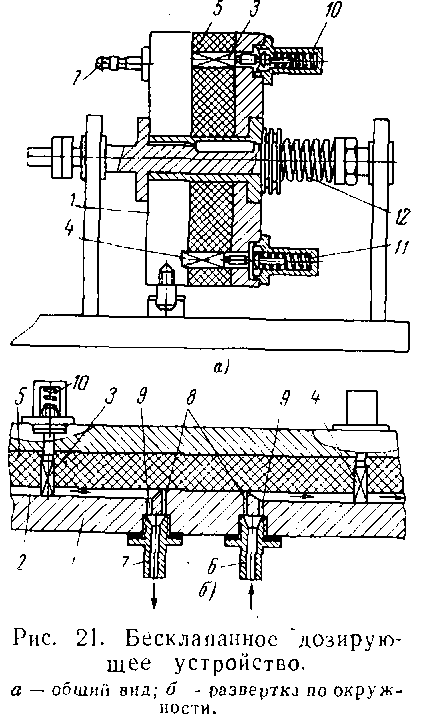 5 3 10
7
1
4
12
11
а)
10
5 3 9 8 9 4
2 1 7 б) 6
Рис. 21. Бесклапанное дозирую-
щее устройство.
а — общий вид; б - развертка по окруж-
ности.